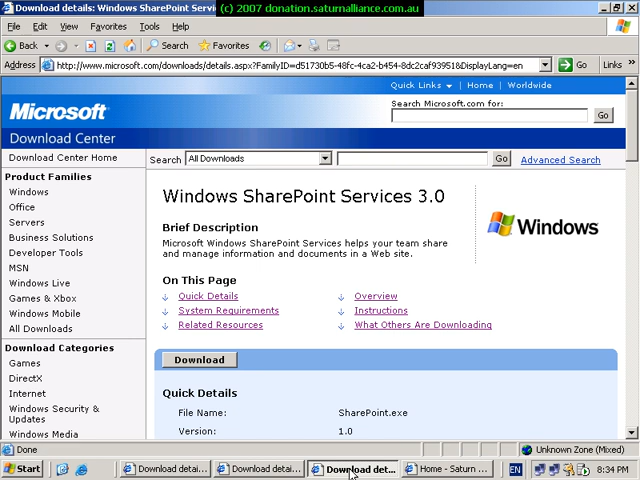 Download details: Windows SharePoint Servi
(c) 2007 donation.saturnalliance.com.au
File Edit View Favorites Tools Help
Back Search Favorites
Address http://www.microsoft.com/downloads/details.aspx?FamilyID=d51730b5-48fc-4ca2-b454-8dc2caf93951&DisplayLang=en Go Links »
Quick Links Home Worldwide
Microsoft Search Microsoft.com for:
Go
Download Center
Download Center Home
Search All Downloads Go Advanced Search
Product Families
Windows
Office
Servers
Business Solutions
Developer Tools
MSN
Windows Live
Games & Xbox
Windows Mobile
All Downloads
Download Categories
Games
DirectX
Internet
Windows Security &
Updates
Windows Media
Windows SharePoint Services 3.0
Brief Description
Microsoft Windows SharePoint Services helps your team share
and manage information and documents in a Web site.
Windows
On This Page
Quick Details Overview
System Requirements Instructions
Related Resources What Others Are Downloading
Download
Quick Details
File Name: SharePoint.exe
Version: 1.0
Done Unknown Zone (Mixed)
Start Download detai... Download detai... Download det... Home - Saturn ... EN 8:34 PM